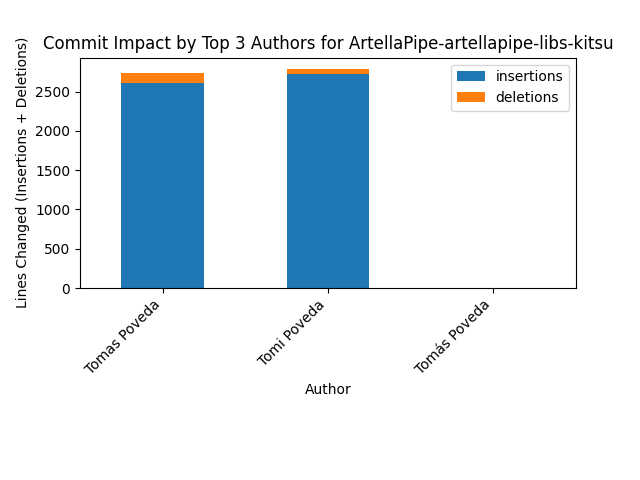 Commit Impact by Top 3 Authors for ArtellaPipe-artellapipe-libs-kitsu
Lines Changed (Insertions + Deletions)
2500
2000
1500
1000
500
0
insertions
deletions
Tomas Poveda
Tomi Poveda
Tomás Poveda
Author